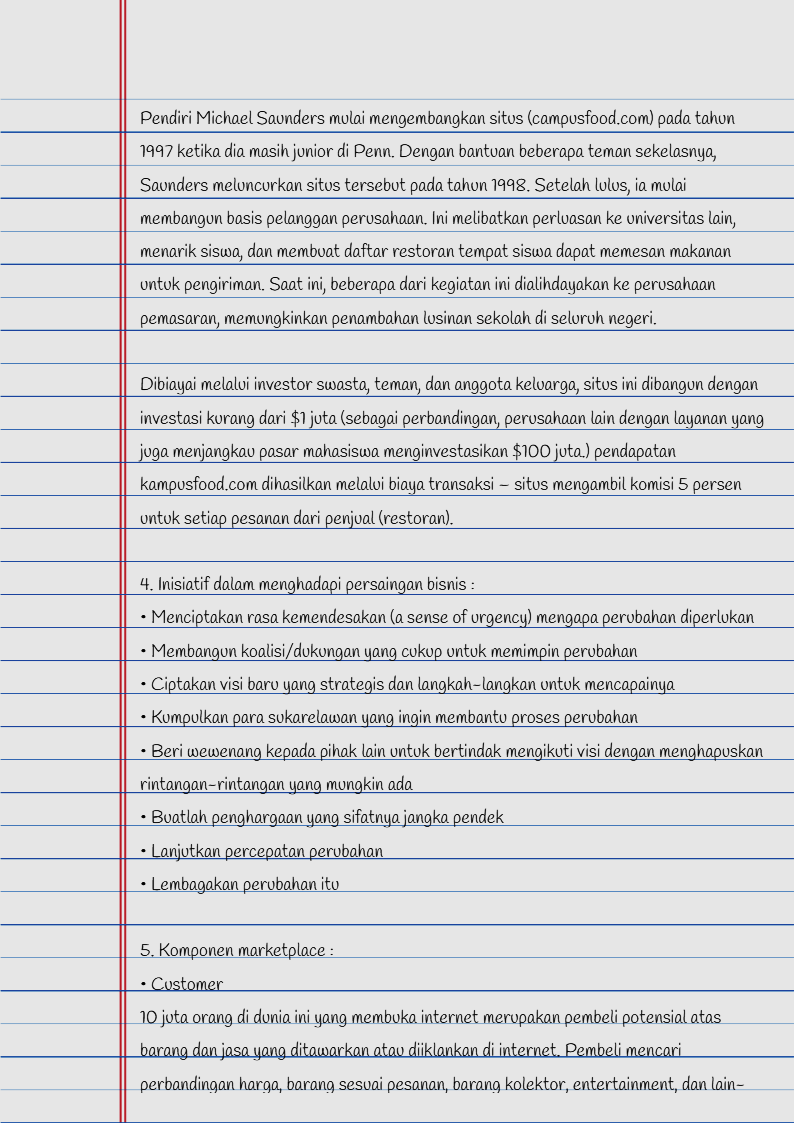 Pendiri Michael Saunders mulai mengembangkan situs (campusfood.com) pada tahun
1997 ketika dia masih junior di Penn. Dengan bantuan beberapa teman sekelasnya,
Saunders meluncurkan situs tersebut pada tahun 1998. Setelah lulus, ia mulai
membangun basis pelanggan perusahaan. Ini melibatkan perluasan ke universitas lain,
menarik siswa, dan membuat daftar restoran tempat siswa dapat memesan makanan
untuk pengiriman. Saat ini, beberapa dari kegiatan ini dialihdayakan ke perusahaan
pemasaran, memungkinkan penambahan lusinan sekolah di seluruh negeri.
Dibiayai melalui investor swasta, teman, dan anggota keluarga, situs ini dibangun dengan
investasi kurang dari $1 juta (sebagai perbandingan, perusahaan lain dengan layanan yang
juga menjangkau pasar mahasiswa menginvestasikan $100 juta.) pendapatan
kampusfood.com dihasilkan melalui biaya transaksi – situs mengambil komisi 5 persen
untuk setiap pesanan dari penjual (restoran).
4. Inisiatif dalam menghadapi persaingan bisnis :
• Menciptakan rasa kemendesakan (a sense of urgency) mengapa perubahan diperlukan
• Membangun koalisi/dukungan yang cukup untuk memimpin perubahan
• Ciptakan visi baru yang strategis dan langkah-langkan untuk mencapainya
• Kumpulkan para sukarelawan yang ingin membantu proses perubahan
• Beri wewenang kepada pihak lain untuk bertindak mengikuti visi dengan menghapuskan
rintangan-rintangan yang mungkin ada
• Buatlah penghargaan yang sifatnya jangka pendek
• Lanjutkan percepatan perubahan
• Lembagakan perubahan itu
5. Komponen marketplace :
• Customer
10 juta orang di dunia ini yang membuka internet merupakan pembeli potensial atas
barang dan jasa yang ditawarkan atau diiklankan di internet. Pembeli mencari
perbandingan harga, barang sesuai pesanan, barang kolektor, entertainment, dan lain-